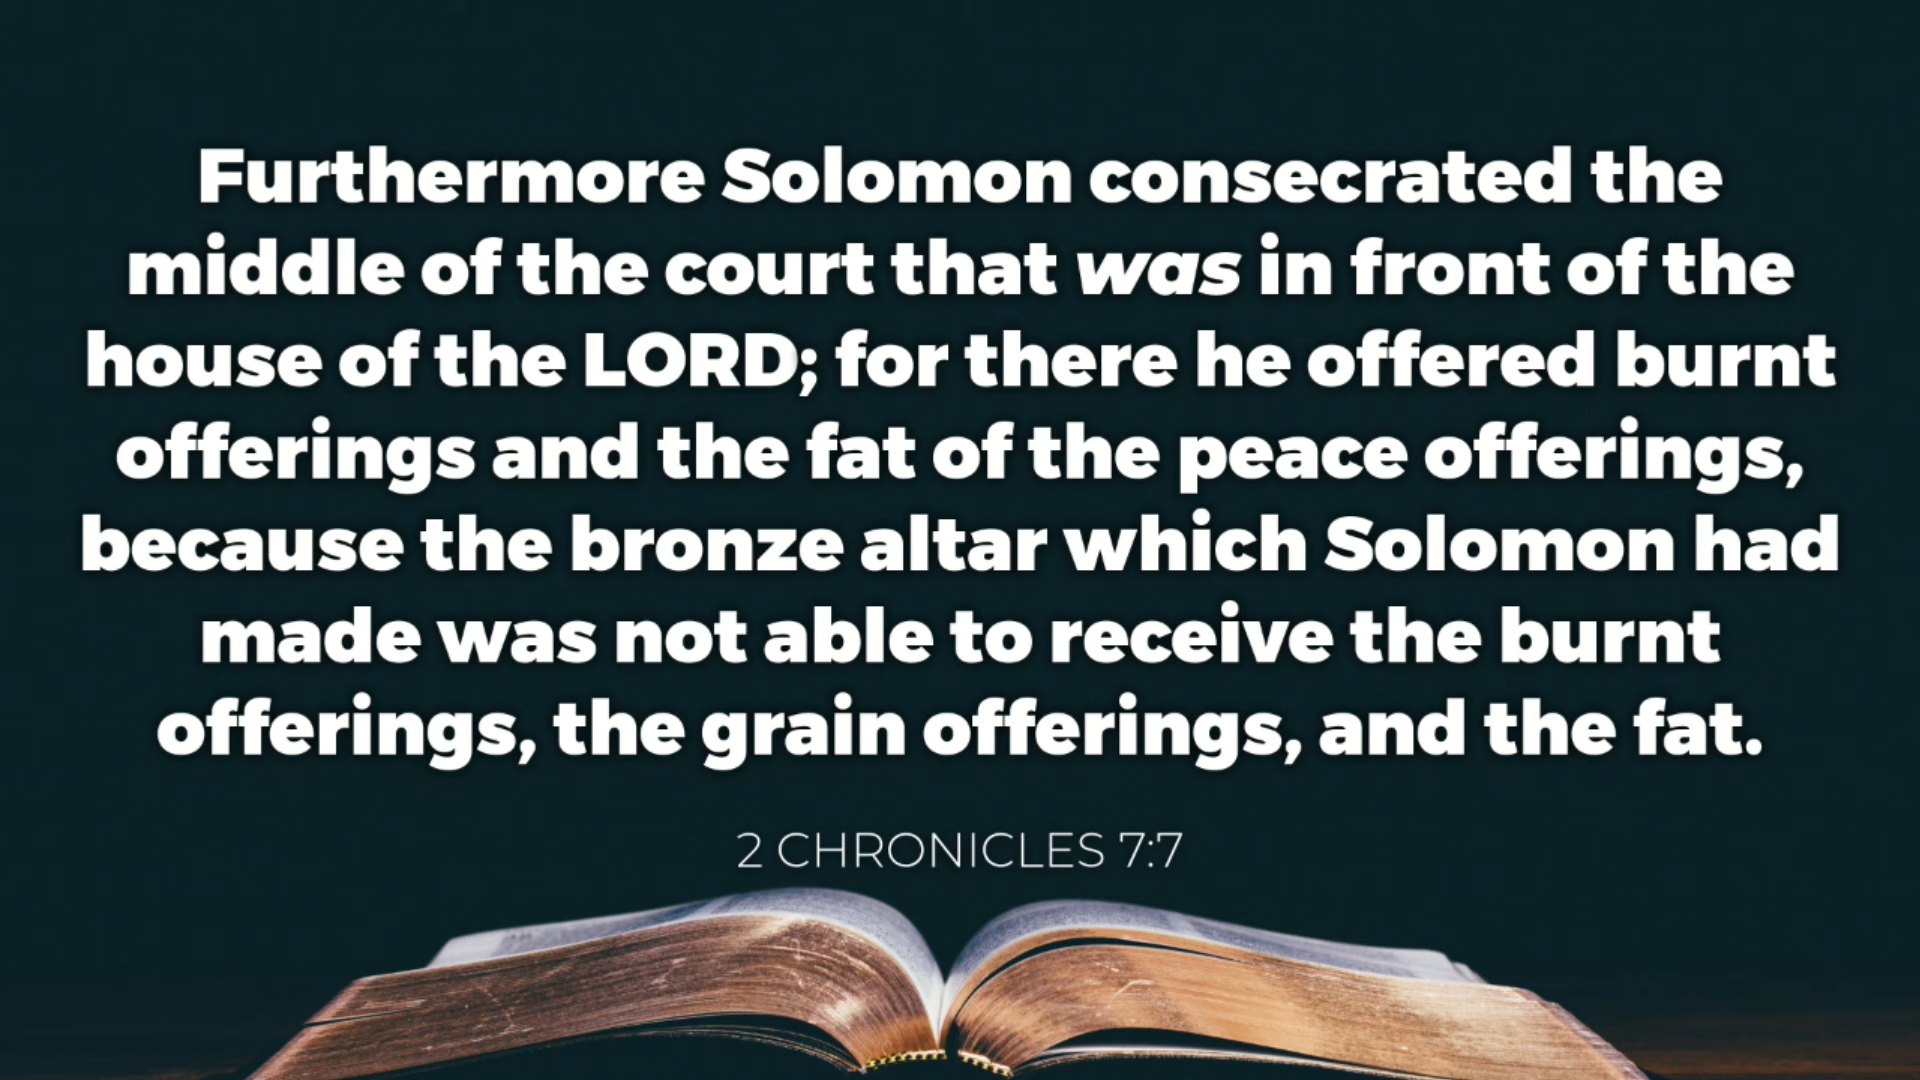 Furthermore Solomon consecrated the
middle of the court that was in front of the
house of the LORD; for there he offered burnt
offerings and the fat of the peace offerings,
because the bronze altar which Solomon had
made was not able to receive the burnt
offerings, the grain offerings, and the fat.
2 CHRONICLES 7:7